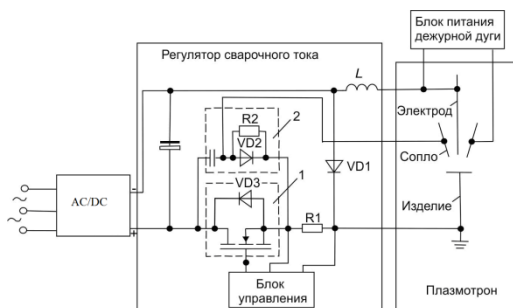 Блок питания
дежурной дуги
Регулятор сварочного тока
L
Электрод
R2
2
VD2
VD1
Сопло
VD3
1
AC/DC
-
+
R1
Изделие
Блок
управления
Плазмотрон